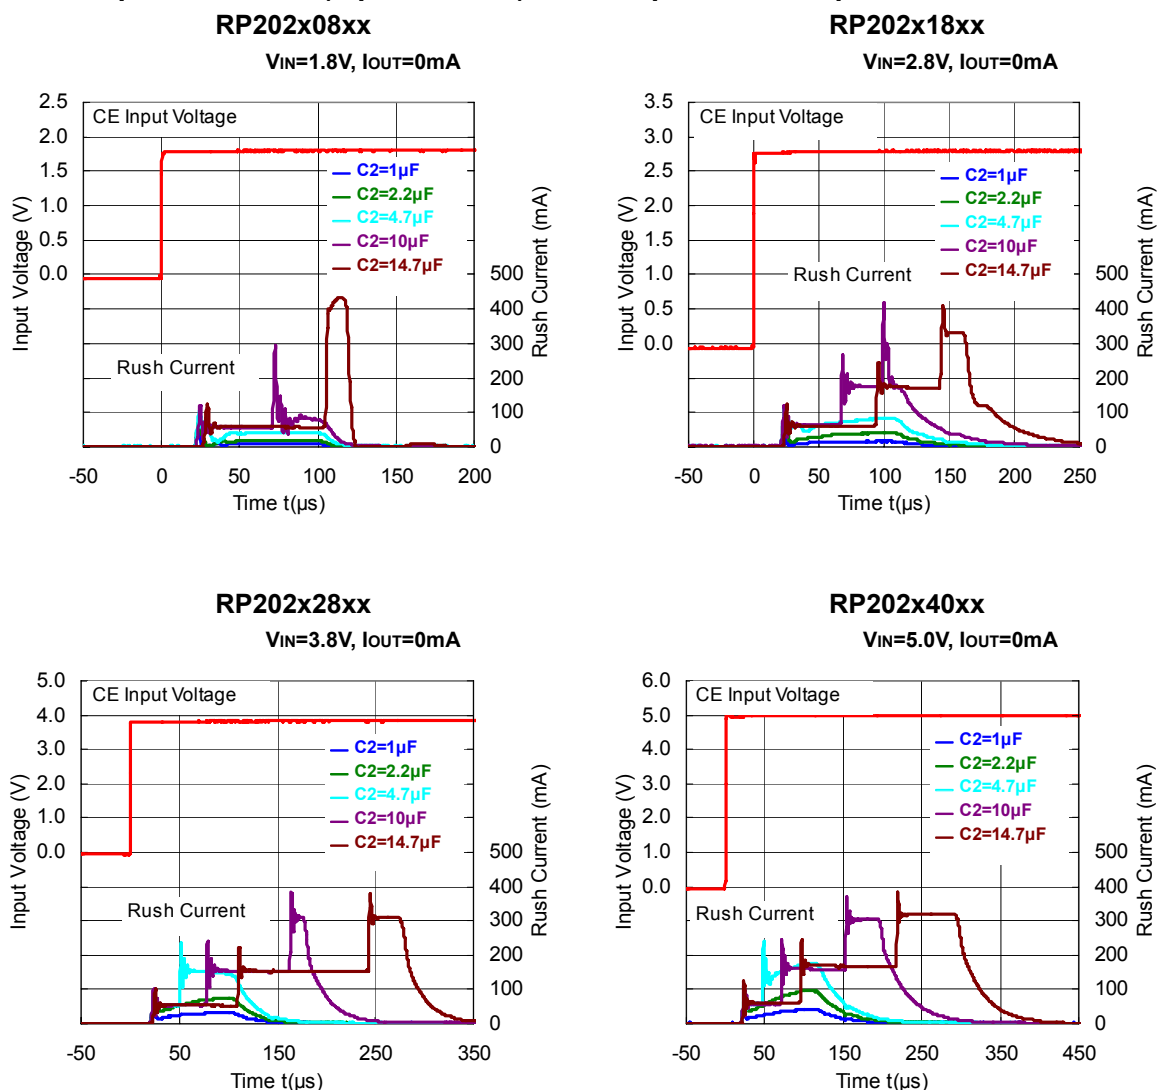 RP202x08xx
VIN=1.8V, IOUT=0mA
2.5
2.0
1.5
1.0
0.5
0.0
CE Input Voltage
C2=1µF
C2=2.2µF
C2=4.7µF
C2=10µF
C2=14.7µF
Rush Current
500
400
300
200
100
0
-50 0 50 100 150 200
Time t(µs)
Input Voltage (V)
Rush Current (mA)
RP202x18xx
VIN=2.8V, IOUT=0mA
3.5
3.0
2.5
2.0
1.5
1.0
0.5
0.0
CE Input Voltage
C2=1µF
C2=2.2µF
C2=4.7µF
C2=10µF
C2=14.7µF
Rush Current
500
400
300
200
100
0
-50 0 50 100 150 200 250
Time t(µs)
Input Voltage (V)
Rush Current (mA)
RP202x28xx
VIN=3.8V, IOUT=0mA
5.0
4.0
3.0
2.0
1.0
0.0
CE Input Voltage
C2=1µF
C2=2.2µF
C2=4.7µF
C2=10µF
C2=14.7µF
Rush Current
500
400
300
200
100
0
-50 50 150 250 350
Time t(µs)
Input Voltage (V)
Rush Current (mA)
RP202x40xx
VIN=5.0V, IOUT=0mA
6.0
5.0
4.0
3.0
2.0
1.0
0.0
CE Input Voltage
C2=1µF
C2=2.2µF
C2=4.7µF
C2=10µF
C2=14.7µF
Rush Current
500
400
300
200
100
0
-50 50 150 250 350 450
Time t(µs)
Input Voltage (V)
Rush Current (mA)